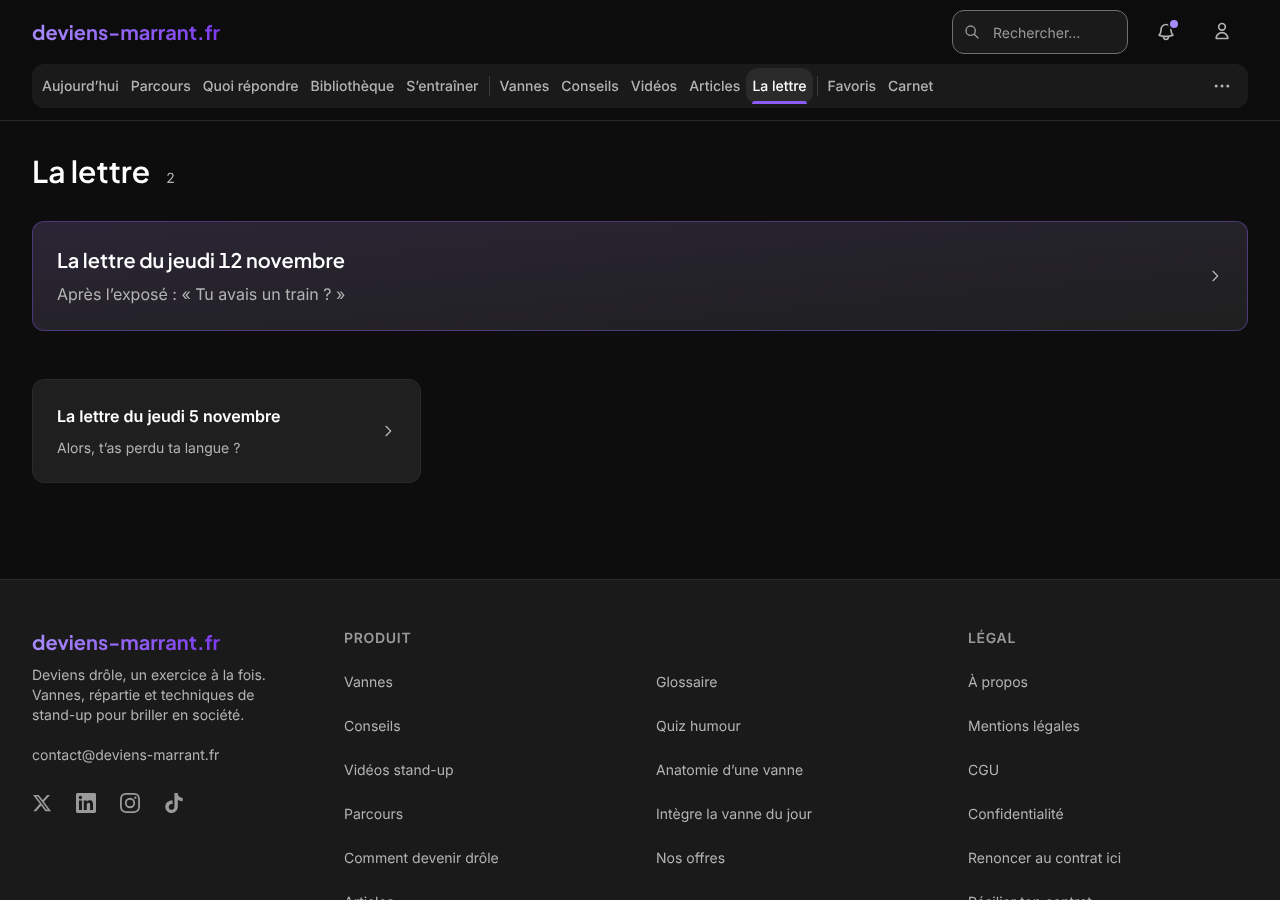 deviens-marrant.fr
Rechercher...
Aujourd’hui Parcours Quoi répondre Bibliothèque S’entraîner Vannes Conseils Vidéos Articles La lettre Favoris Carnet
La lettre 2
La lettre du jeudi 12 novembre
Après l’exposé : « Tu avais un train ? »
La lettre du jeudi 5 novembre
Alors, t’as perdu ta langue ?
deviens-marrant.fr
Deviens drôle, un exercice à la fois.
Vannes, répartie et techniques de
stand-up pour briller en société.
contact@deviens-marrant.fr
PRODUIT
Vannes
Conseils
Vidéos stand-up
Parcours
Comment devenir drôle
Articles
Glossaire
Quiz humour
Anatomie d’une vanne
Intègre la vanne du jour
Nos offres
LÉGAL
À propos
Mentions légales
CGU
Confidentialité
Renoncer au contrat ici
Résilier ton contrat